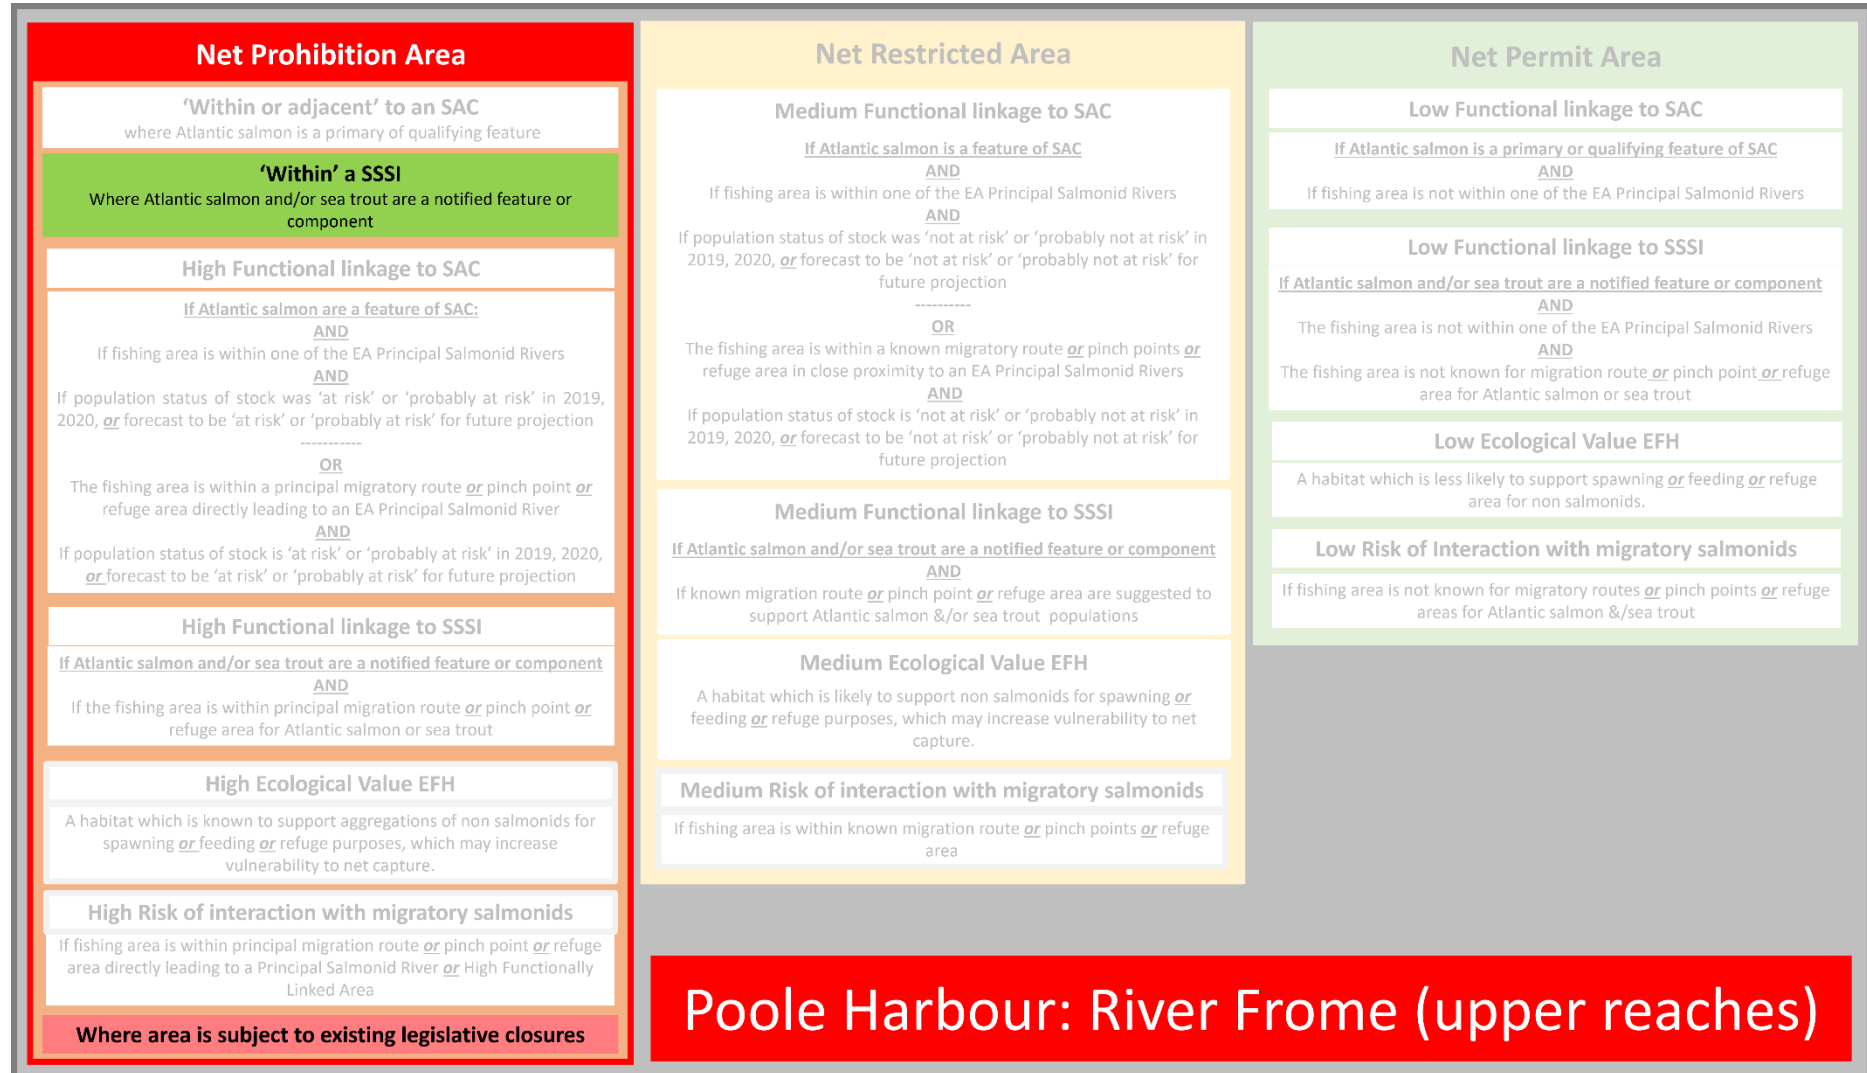 Net Prohibition Area
‘Within or adjacent’ to an SAC
where Atlantic salmon is a primary of qualifying feature
‘Within’ a SSSI
Where Atlantic salmon and/or sea trout are a notified feature or
component
High Functional linkage to SAC
If Atlantic salmon are a feature of SAC:
AND
If fishing area is within one of the EA Principal Salmonid Rivers
AND
If population status of stock was ‘at risk’ or ‘probably at risk’ in 2019,
2020, or forecast to be ‘at risk’ or ‘probably at risk’ for future projection
-----------
OR
The fishing area is within a principal migratory route or pinch point or
refuge area directly leading to an EA Principal Salmonid River
AND
If population status of stock is ‘at risk’ or ‘probably at risk’ in 2019, 2020,
or forecast to be ‘at risk’ or ‘probably at risk’ for future projection
High Functional linkage to SSSI
If Atlantic salmon and/or sea trout are a notified feature or component
AND
If the fishing area is within principal migration route or pinch point or
refuge area for Atlantic salmon or sea trout
High Ecological Value EFH
A habitat which is known to support aggregations of non salmonids for
spawning or feeding or refuge purposes, which may increase
vulnerability to net capture.
High Risk of interaction with migratory salmonids
If fishing area is within principal migration route or pinch point or refuge
area directly leading to a Principal Salmonid River or High Functionally
Linked Area
Where area is subject to existing legislative closures
Net Restricted Area
Medium Functional linkage to SAC
If Atlantic salmon is a feature of SAC
AND
If fishing area is within one of the EA Principal Salmonid Rivers
AND
If population status of stock was ‘not at risk’ or ‘probably not at risk’ in
2019, 2020, or forecast to be ‘not at risk’ or ‘probably not at risk’ for
future projection
----------
OR
The fishing area is within a known migratory route or pinch points or
refuge area in close proximity to an EA Principal Salmonid Rivers
AND
If population status of stock is ‘not at risk’ or ‘probably not at risk’ in
2019, 2020, or forecast to be ‘not at risk’ or ‘probably not at risk’ for
future projection
Medium Functional linkage to SSSI
If Atlantic salmon and/or sea trout are a notified feature or component
AND
If known migration route or pinch point or refuge area are suggested to
support Atlantic salmon &/or sea trout populations
Medium Ecological Value EFH
A habitat which is likely to support non salmonids for spawning or
feeding or refuge purposes, which may increase vulnerability to net
capture.
Medium Risk of interaction with migratory salmonids
If fishing area is within known migration route or pinch points or refuge
area
Net Permit Area
Low Functional linkage to SAC
If Atlantic salmon is a primary or qualifying feature of SAC
AND
If fishing area is not within one of the EA Principal Salmonid Rivers
Low Functional linkage to SSSI
If Atlantic salmon and/or sea trout are a notified feature or component
AND
The fishing area is not within one of the EA Principal Salmonid Rivers
AND
The fishing area is not known for migration route or pinch point or refuge
area for Atlantic salmon or sea trout
Low Ecological Value EFH
A habitat which is less likely to support spawning or feeding or refuge
area for non salmonids.
Low Risk of Interaction with migratory salmonids
If fishing area is not known for migratory routes or pinch points or refuge
areas for Atlantic salmon &/sea trout
Poole Harbour: River Frome (upper reaches)